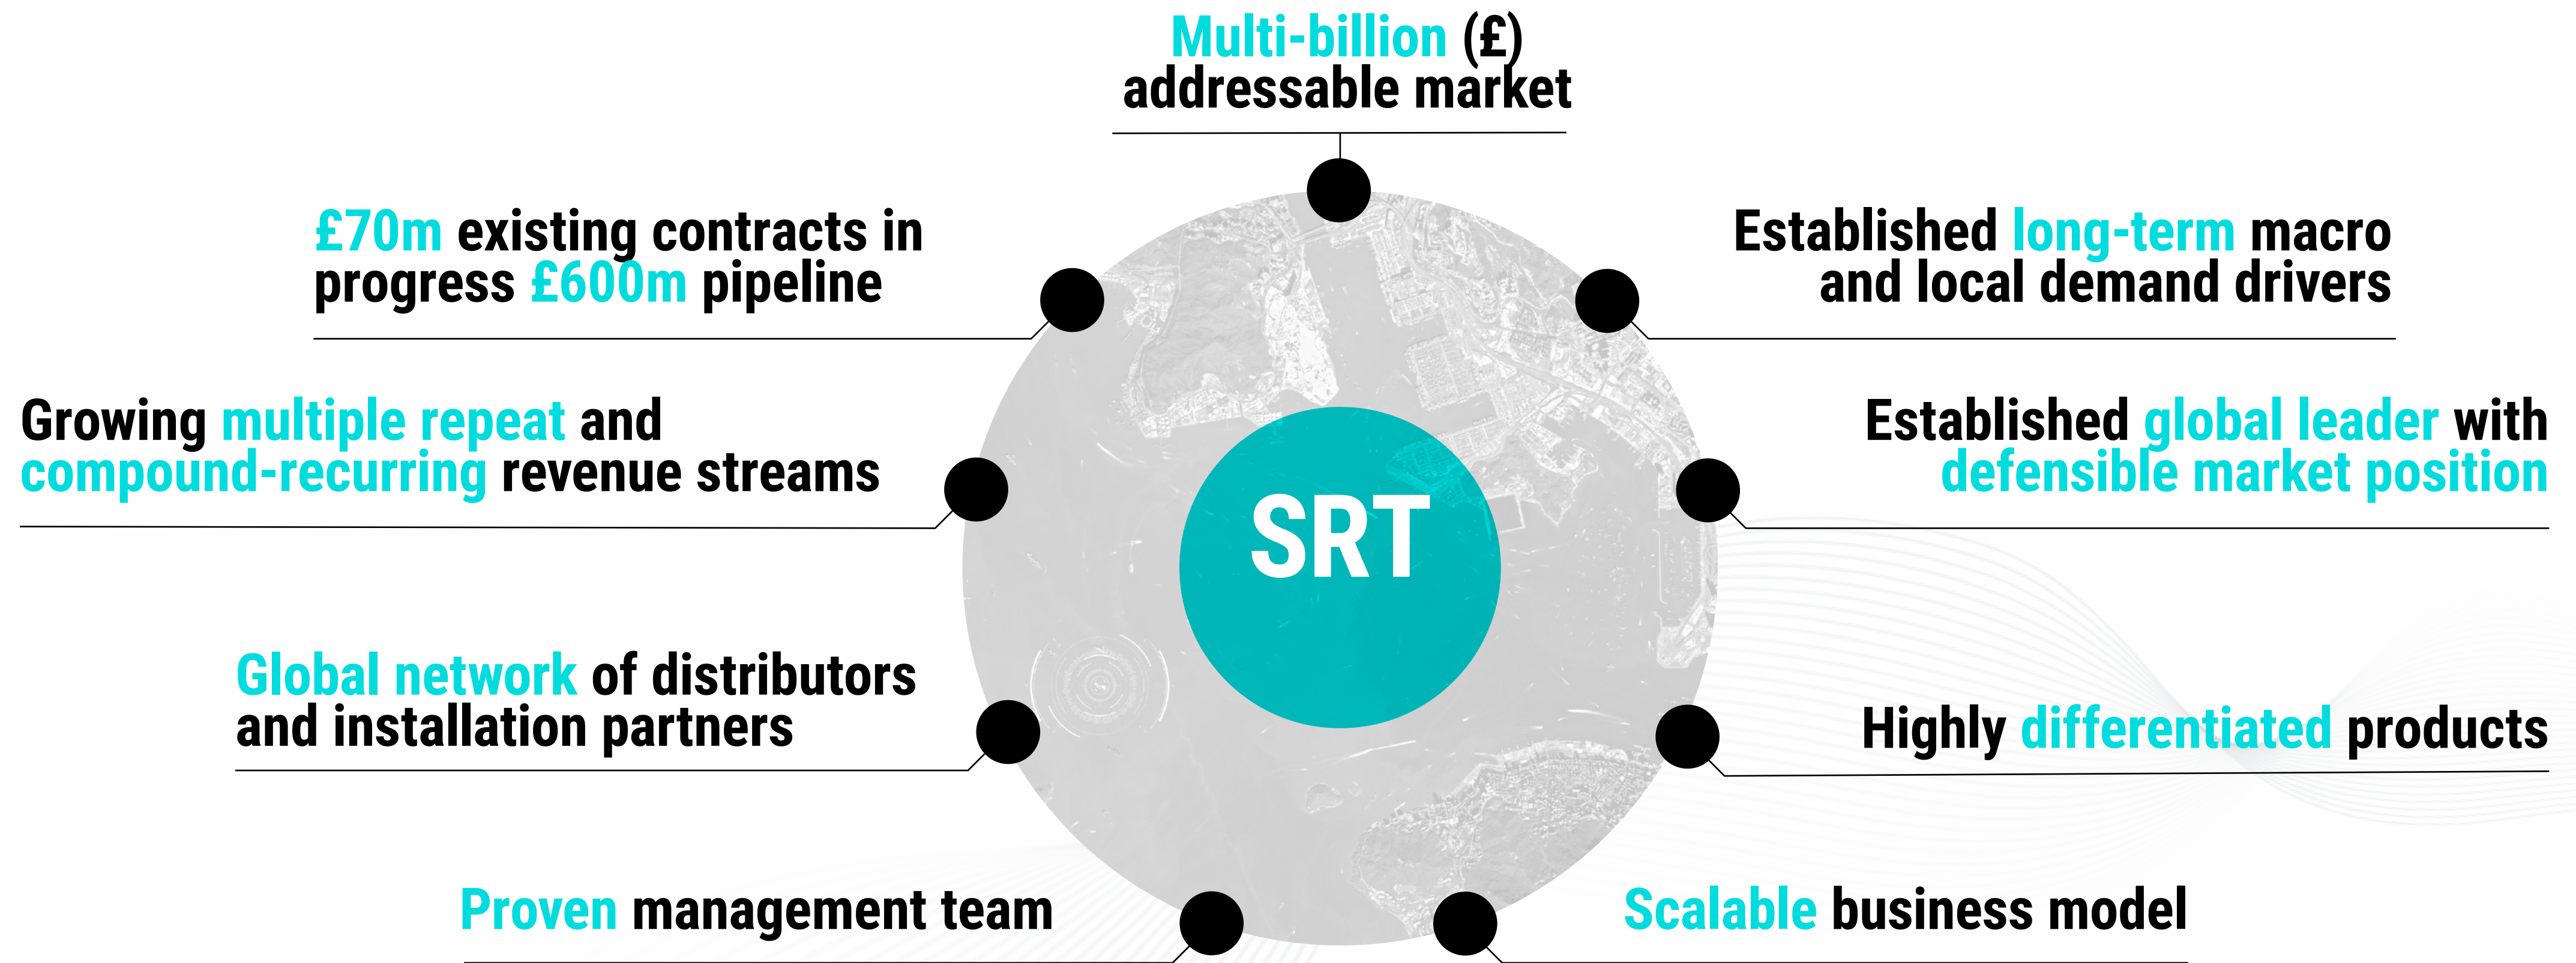 Multi-billion (£)
addressable market
£70m existing contracts in
progress £600m pipeline
Established long-term macro
and local demand drivers
Growing multiple repeat and
compound-recurring revenue streams
Established global leader with
defensible market position
SRT
Global network of distributors
and installation partners
Highly differentiated products
Proven management team
Scalable business model